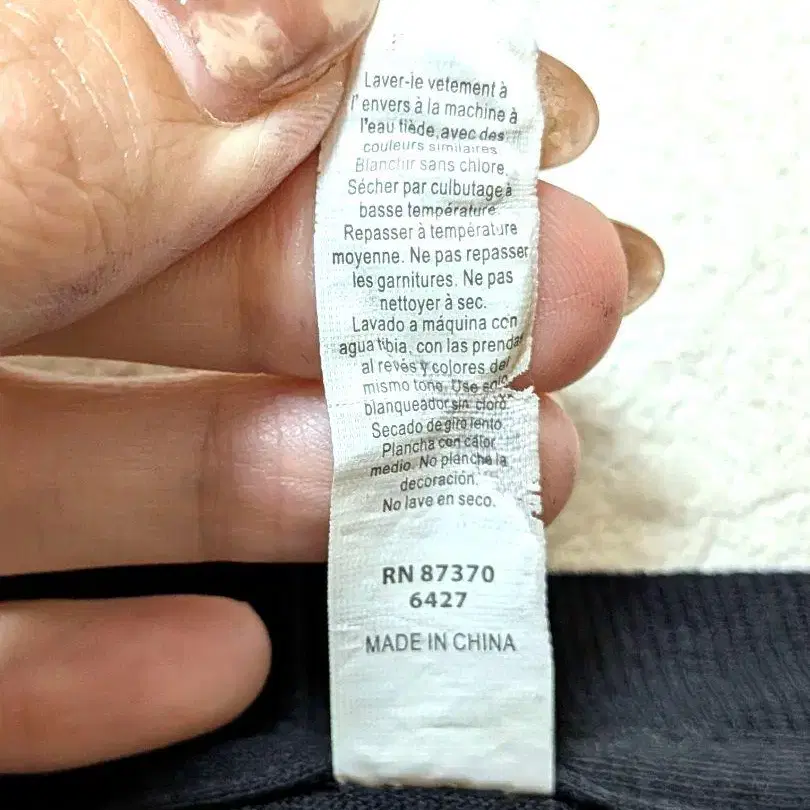 Laver-le vetement à
l'envers à la machine à
l'eau tiède, avec des
couleurs similaires.
Blanchir sans chlore.
Sécher par culbutage à
basse température.
Repasser à température
moyenne. Ne pas repasser
les garnitures. Ne pas
nettoyer à sec.
Lavado a máquina con
agua tibia, con las prendas
al revés y colores del
mismo tono. Use solo
blanqueador sin cloro.
Secado de giro lento.
Plancha con calor
medio. No planche la
decoración.
No lave en seco.
RN 87370
6427
MADE IN CHINA